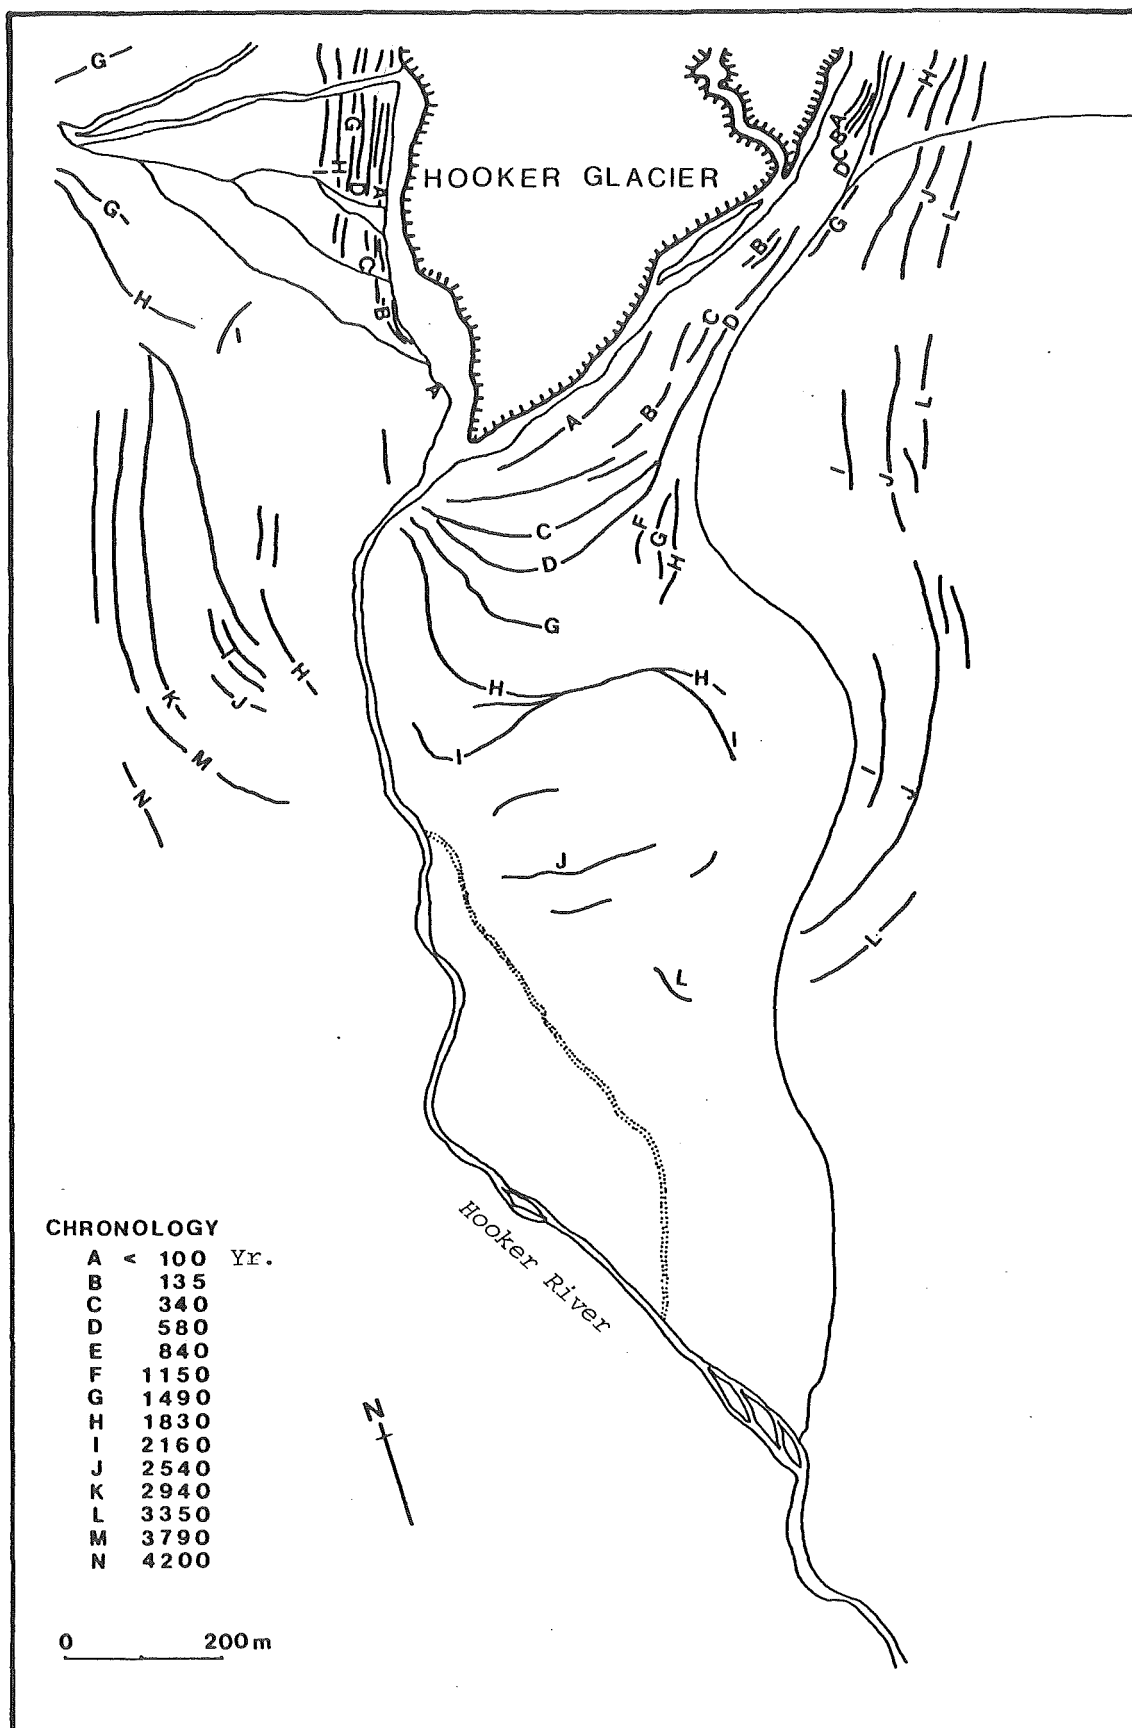 G
HOOKER GLACIER
G
H
I
H
G
D
A
C
B
A
G
H
I
H
D
C
B
A
G
J
L
B
C
D
A
B
C
D
G
F
G
H
H
H
I
I
L
I
J
I
J
L
J
L
I
J
H
K
M
N
Hooker River
CHRONOLOGY
A < 100 Yr.
B 135
C 340
D 580
E 840
F 1150
G 1490
H 1830
I 2160
J 2540
K 2940
L 3350
M 3790
N 4200
N
0 200m